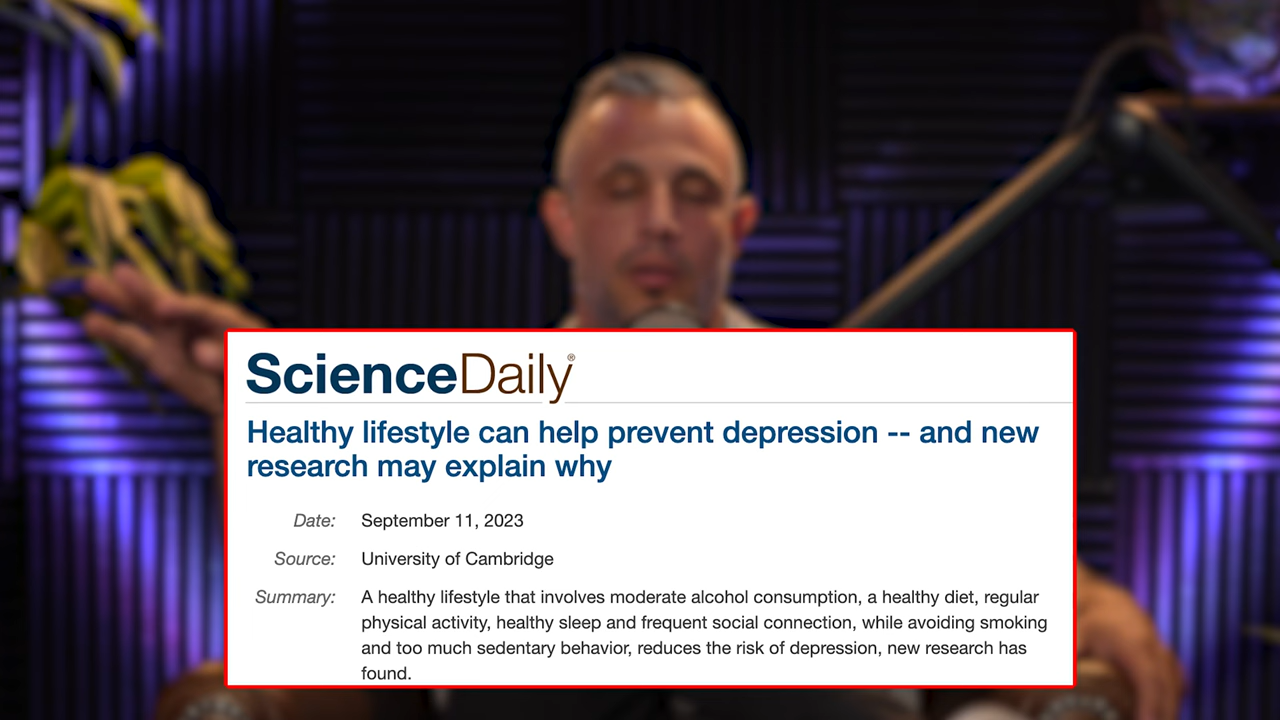 ScienceDaily®
Healthy lifestyle can help prevent depression -- and new
research may explain why
Date: September 11, 2023
Source: University of Cambridge
Summary: A healthy lifestyle that involves moderate alcohol consumption, a healthy diet, regular
physical activity, healthy sleep and frequent social connection, while avoiding smoking
and too much sedentary behavior, reduces the risk of depression, new research has
found.